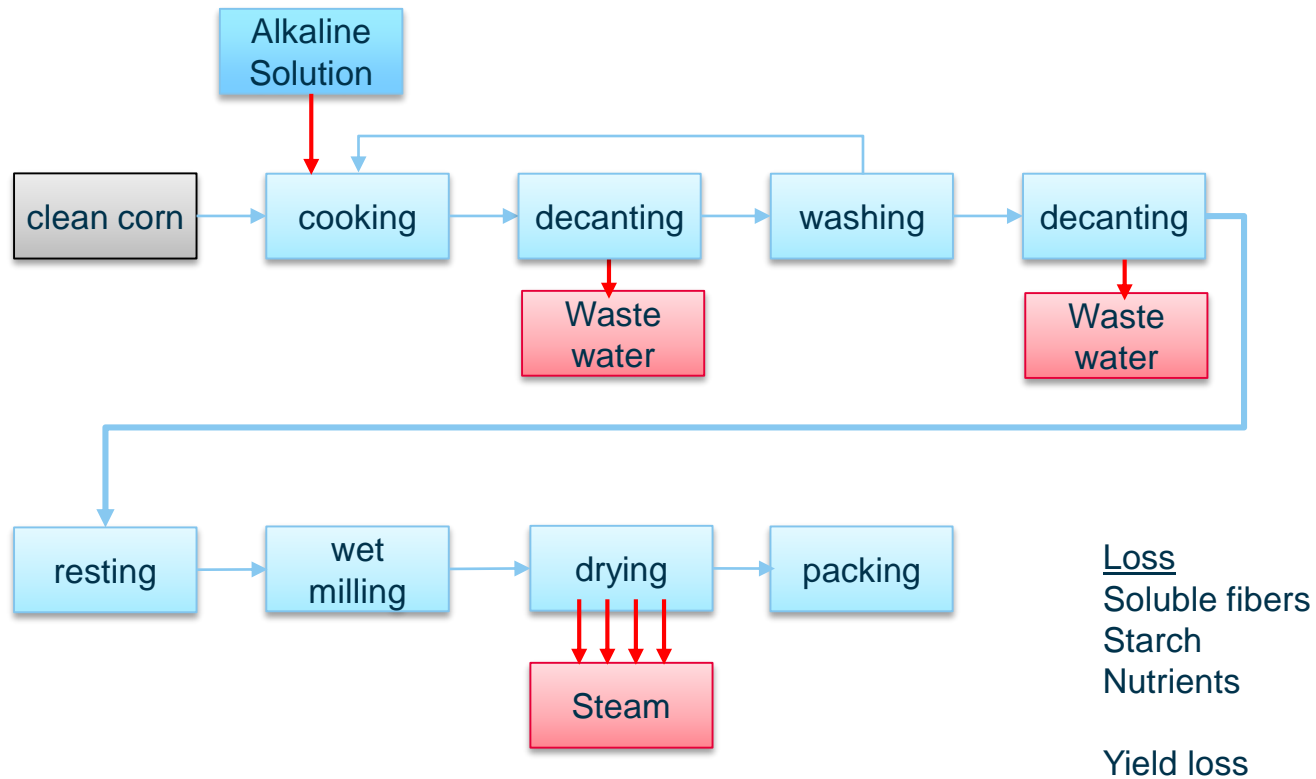 Alkaline
Solution
clean corn
cooking
decanting
washing
decanting
Waste
water
Waste
water
resting
wet
milling
drying
packing
Steam
Loss
Soluble fibers
Starch
Nutrients
Yield loss